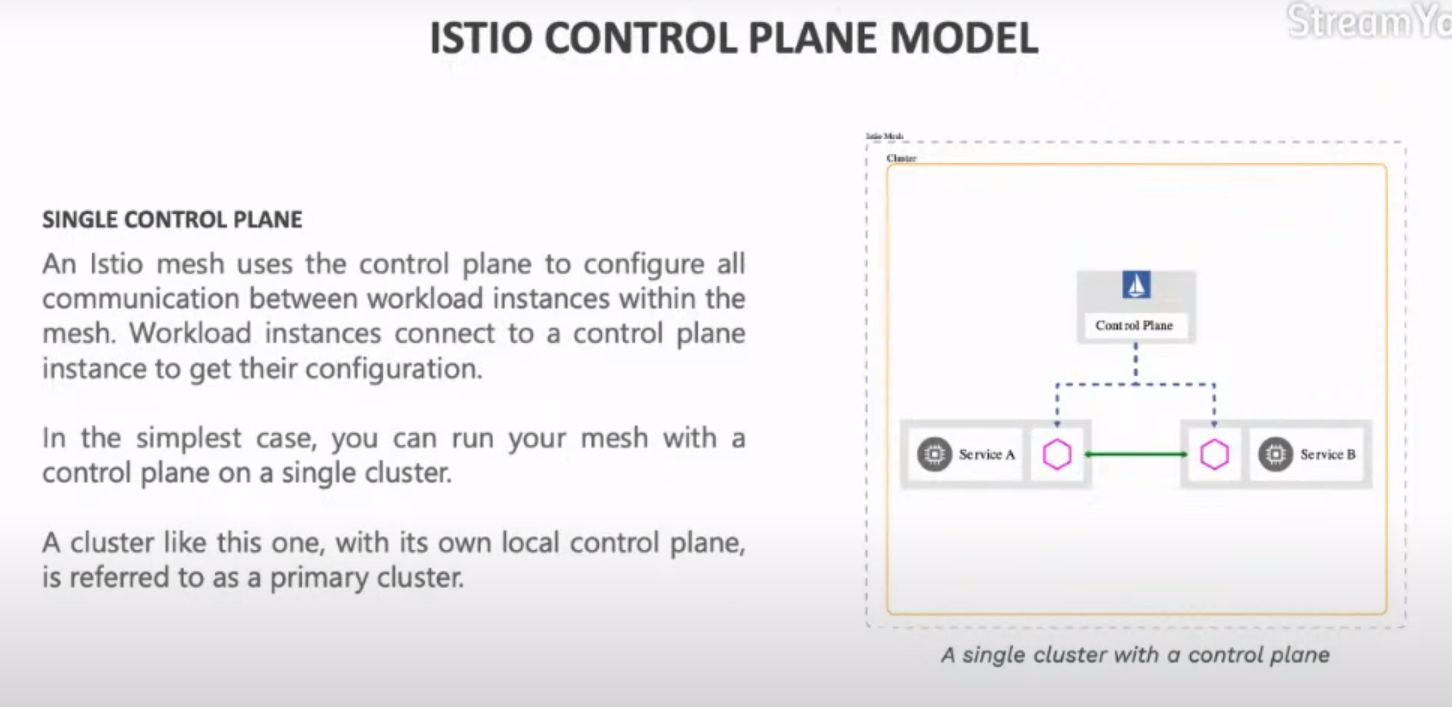 ISTIO CONTROL PLANE MODEL
SINGLE CONTROL PLANE
An Istio mesh uses the control plane to configure all
communication between workload instances within the
mesh. Workload instances connect to a control plane
instance to get their configuration.
In the simplest case, you can run your mesh with a
control plane on a single cluster.
A cluster like this one, with its own local control plane,
is referred to as a primary cluster.
Istio Mesh
Cluster
Control Plane
Service A
Service B
A single cluster with a control plane